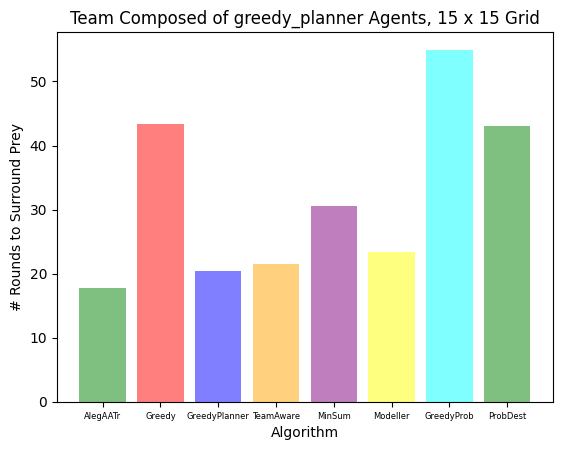 Team Composed of greedy_planner Agents, 15 x 15 Grid
# Rounds to Surround Prey
50
40
30
20
10
0
AlegAATr Greedy GreedyPlanner TeamAware MinSum Modeller GreedyProb ProbDest
Algorithm